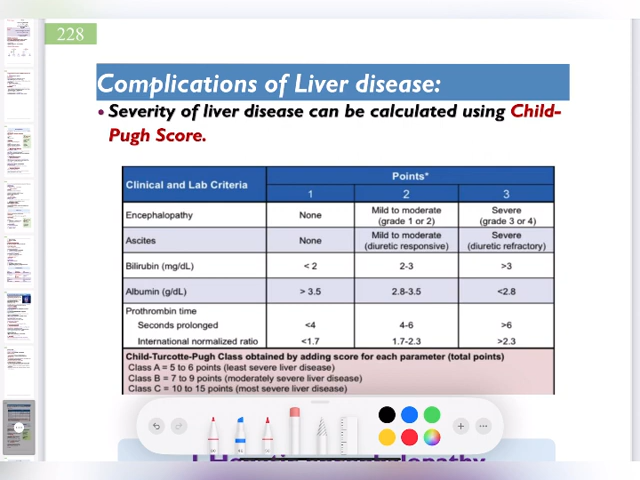 228
Complications of Liver disease:
• Severity of liver disease can be calculated using Child-
Pugh Score.
Clinical and Lab Criteria
Points*
1 2 3
Encephalopathy None Mild to moderate (grade 1 or 2) Severe (grade 3 or 4)
Ascites None Mild to moderate (diuretic responsive) Severe (diuretic refractory)
Bilirubin (mg/dL) < 2 2-3 >3
Albumin (g/dL) > 3.5 2.8-3.5 <2.8
Prothrombin time
Seconds prolonged <4 4-6 >6
International normalized ratio <1.7 1.7-2.3 >2.3
Child-Turcotte-Pugh Class obtained by adding score for each parameter (total points)
Class A = 5 to 6 points (least severe liver disease)
Class B = 7 to 9 points (moderately severe liver disease)
Class C = 10 to 15 points (most severe liver disease)